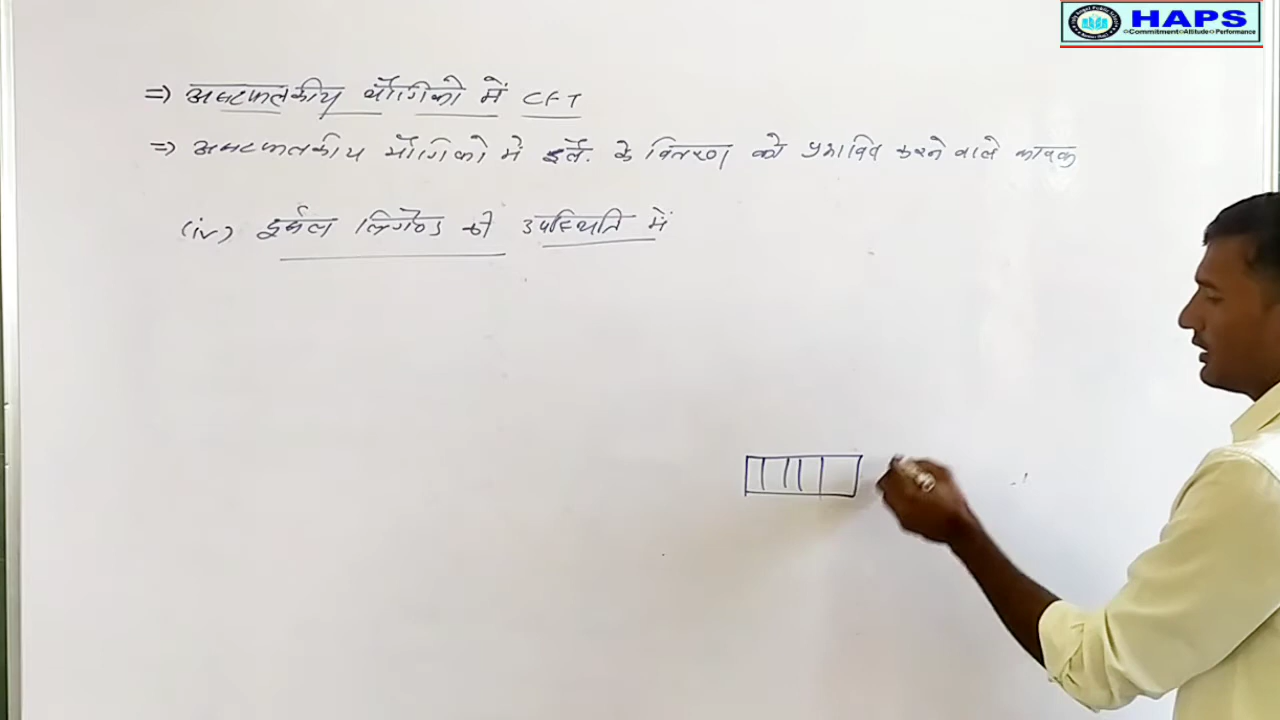 HAPS
Commitment Attitude Performance
=> अष्टफलकीय यौगिको में CFT
=> अष्टफलकीय यौगिको में इले. के वितरण को प्रभावित करने वाले कारक
(iv) दुर्बल लिगेण्ड की उपस्थिति में